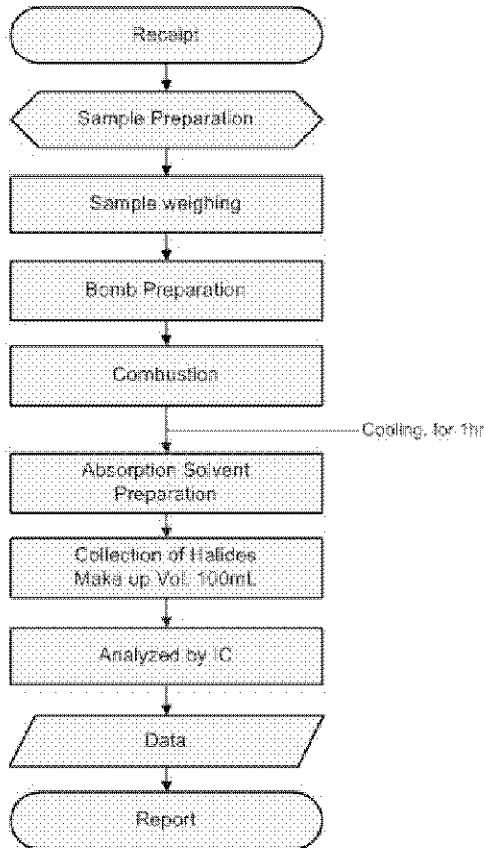 Receipt
Sample Preparation
Sample weighing
Bomb Preparation
Combustion
Cooling, for 1hr
Absorption Solvent
Preparation
Collection of Halides
Make up Vol. 100mL
Analyzed by IC
Data
Report